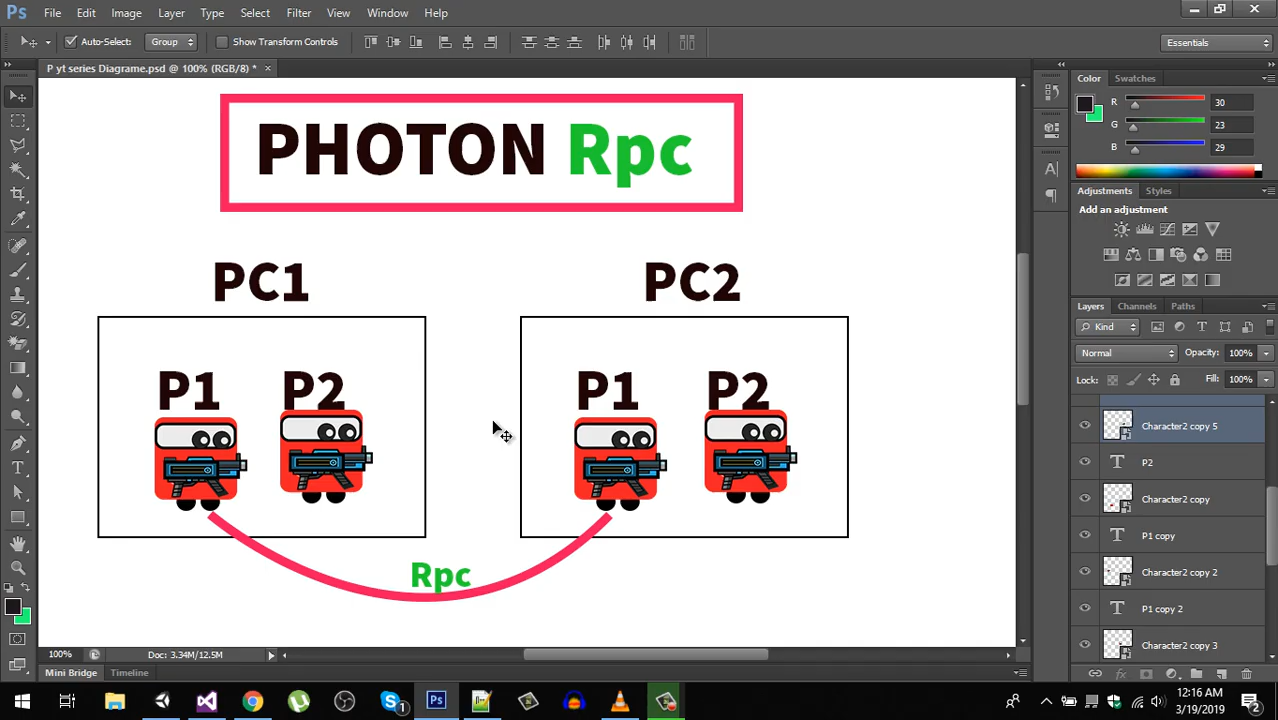 Ps File Edit Image Layer Type Select Filter View Window Help
Auto-Select: Group Show Transform Controls Essentials
P yt series Diagrame.psd @ 100% (RGB/8) * ×
PHOTON Rpc
PC1 PC2
P1 P2 P1 P2
Rpc
100% Doc: 3.34M/12.5M
Mini Bridge Timeline
Color Swatches
R 30
G 23
B 29
Adjustments Styles
Add an adjustment
Layers Channels Paths
Kind
Normal Opacity: 100%
Lock: Fill: 100%
Character2 copy 5
P2
Character2 copy
P1 copy
Character2 copy 2
P1 copy 2
Character2 copy 3
12:16 AM
3/19/2019